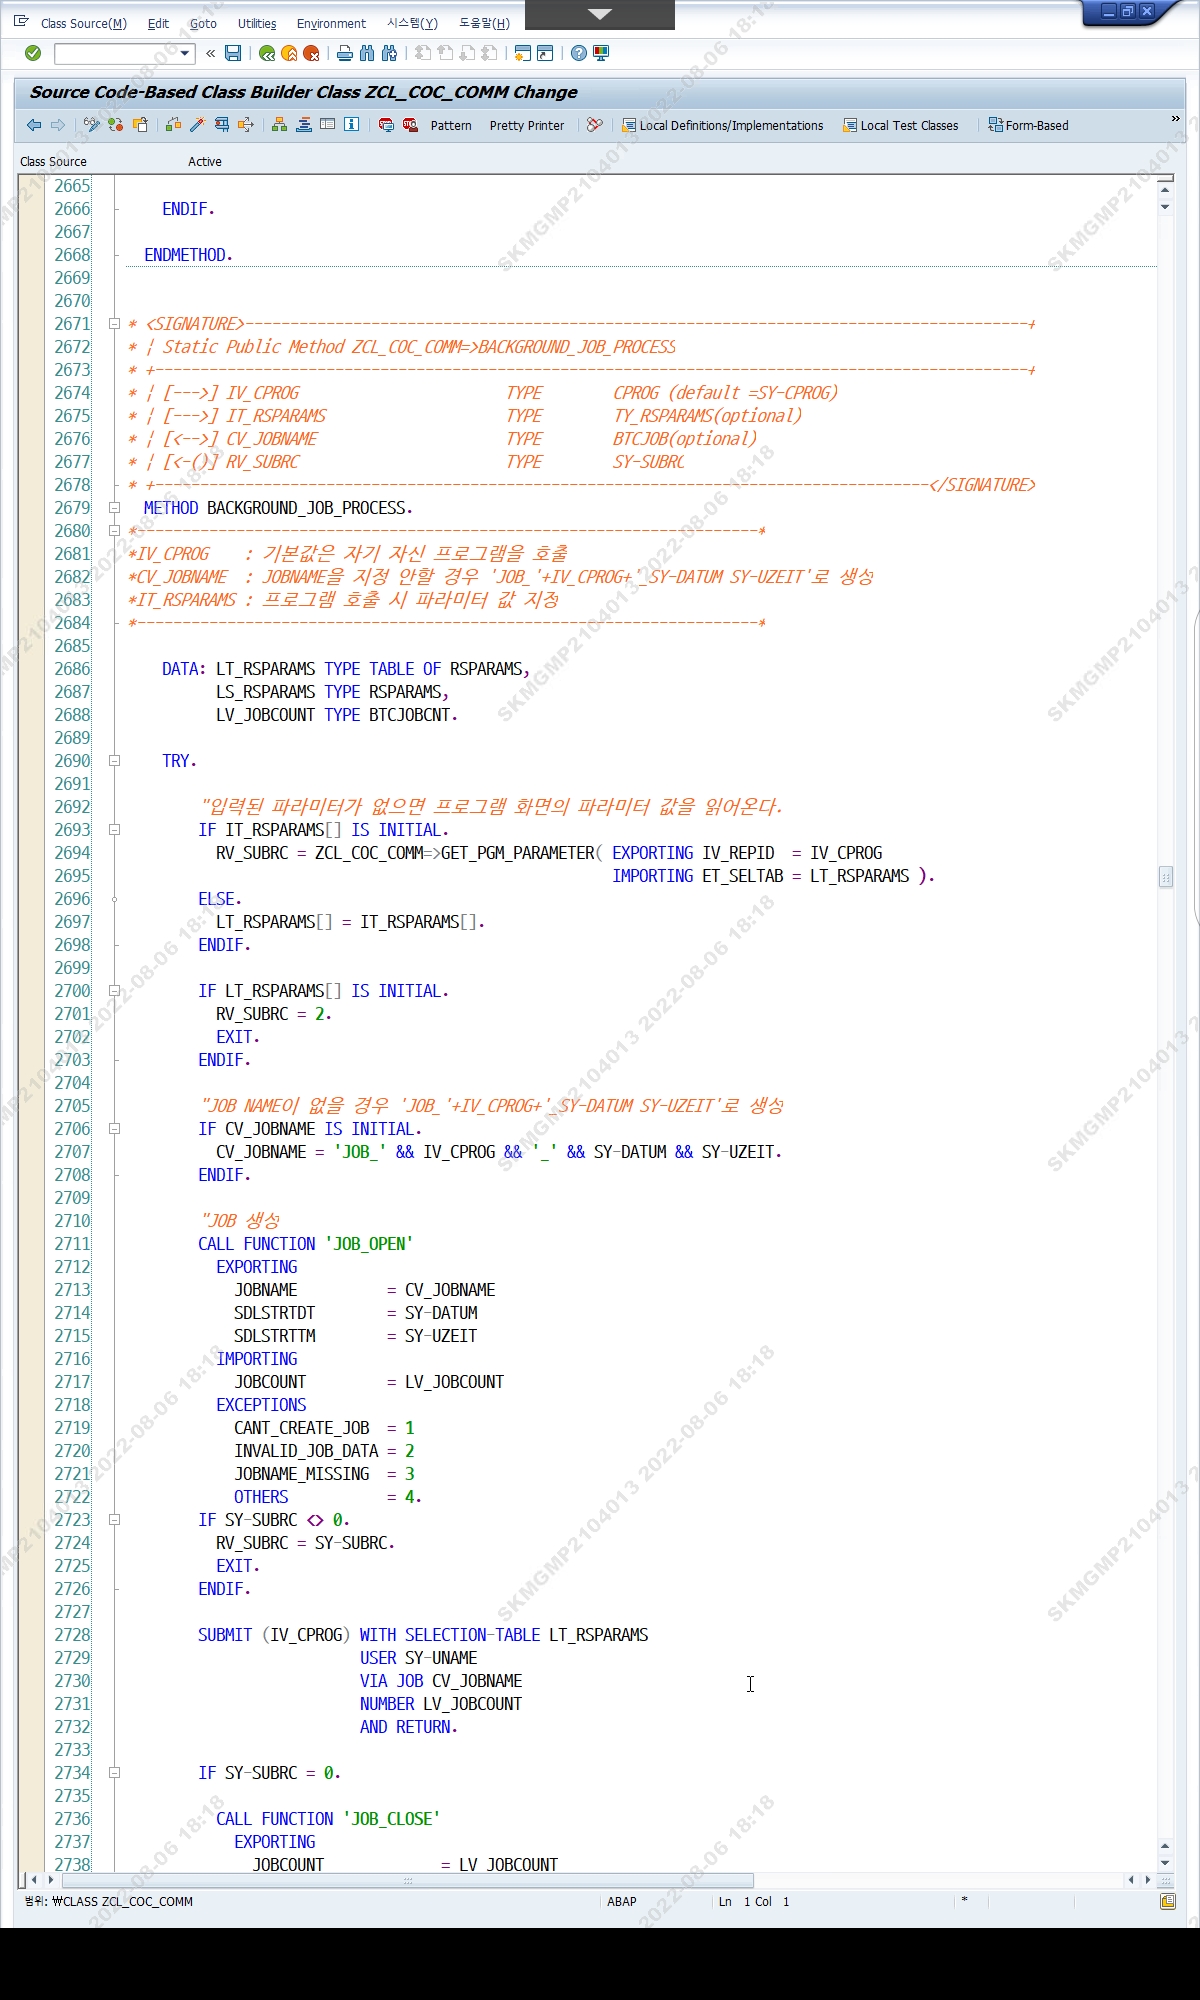 Class Source(M) Edit Goto Utilities Environment 시스템(Y) 도움말(H)
Source Code-Based Class Builder Class ZCL_COC_COMM Change
Pattern Pretty Printer Local Definitions/Implementations Local Test Classes Form-Based »
Class Source Active
2665
2666 ENDIF.
2667
2668 ENDMETHOD.
2669
2670
2671 * <SIGNATURE>---------------------------------------------------------------------------------------+
2672 * | Static Public Method ZCL_COC_COMM=>BACKGROUND_JOB_PROCESS
2673 * +-------------------------------------------------------------------------------------------------+
2674 * | [--->] IV_CPROG TYPE CPROG (default =SY-CPROG)
2675 * | [--->] IT_RSPARAMS TYPE TY_RSPARAMS(optional)
2676 * | [<-->] CV_JOBNAME TYPE BTCJOB(optional)
2677 * | [<-()] RV_SUBRC TYPE SY-SUBRC
2678 * +--------------------------------------------------------------------------------------</SIGNATURE>
2679 METHOD BACKGROUND_JOB_PROCESS.
2680 *---------------------------------------------------------------------*
2681 *IV_CPROG : 기본값은 자기 자신 프로그램을 호출
2682 *CV_JOBNAME : JOBNAME을 지정 안할 경우 'JOB_'+IV_CPROG+'_SY-DATUM SY-UZEIT'로 생성
2683 *IT_RSPARAMS : 프로그램 호출 시 파라미터 값 지정
2684 *---------------------------------------------------------------------*
2685
2686 DATA: LT_RSPARAMS TYPE TABLE OF RSPARAMS,
2687 LS_RSPARAMS TYPE RSPARAMS,
2688 LV_JOBCOUNT TYPE BTCJOBCNT.
2689
2690 TRY.
2691
2692 "입력된 파라미터가 없으면 프로그램 화면의 파라미터 값을 읽어온다.
2693 IF IT_RSPARAMS[] IS INITIAL.
2694 RV_SUBRC = ZCL_COC_COMM=>GET_PGM_PARAMETER( EXPORTING IV_REPID = IV_CPROG
2695 IMPORTING ET_SELTAB = LT_RSPARAMS ).
2696 ELSE.
2697 LT_RSPARAMS[] = IT_RSPARAMS[].
2698 ENDIF.
2699
2700 IF LT_RSPARAMS[] IS INITIAL.
2701 RV_SUBRC = 2.
2702 EXIT.
2703 ENDIF.
2704
2705 "JOB NAME이 없을 경우 'JOB_'+IV_CPROG+'_SY-DATUM SY-UZEIT'로 생성
2706 IF CV_JOBNAME IS INITIAL.
2707 CV_JOBNAME = 'JOB_' && IV_CPROG && '_' && SY-DATUM && SY-UZEIT.
2708 ENDIF.
2709
2710 "JOB 생성
2711 CALL FUNCTION 'JOB_OPEN'
2712 EXPORTING
2713 JOBNAME = CV_JOBNAME
2714 SDLSTRTDT = SY-DATUM
2715 SDLSTRTTM = SY-UZEIT
2716 IMPORTING
2717 JOBCOUNT = LV_JOBCOUNT
2718 EXCEPTIONS
2719 CANT_CREATE_JOB = 1
2720 INVALID_JOB_DATA = 2
2721 JOBNAME_MISSING = 3
2722 OTHERS = 4.
2723 IF SY-SUBRC <> 0.
2724 RV_SUBRC = SY-SUBRC.
2725 EXIT.
2726 ENDIF.
2727
2728 SUBMIT (IV_CPROG) WITH SELECTION-TABLE LT_RSPARAMS
2729 USER SY-UNAME
2730 VIA JOB CV_JOBNAME
2731 NUMBER LV_JOBCOUNT
2732 AND RETURN.
2733
2734 IF SY-SUBRC = 0.
2735
2736 CALL FUNCTION 'JOB_CLOSE'
2737 EXPORTING
2738 JOBCOUNT = LV_JOBCOUNT
범위: ₩CLASS ZCL_COC_COMM ABAP Ln 1 Col 1 *
SKMGMP2104013 2022-08-06 18:18